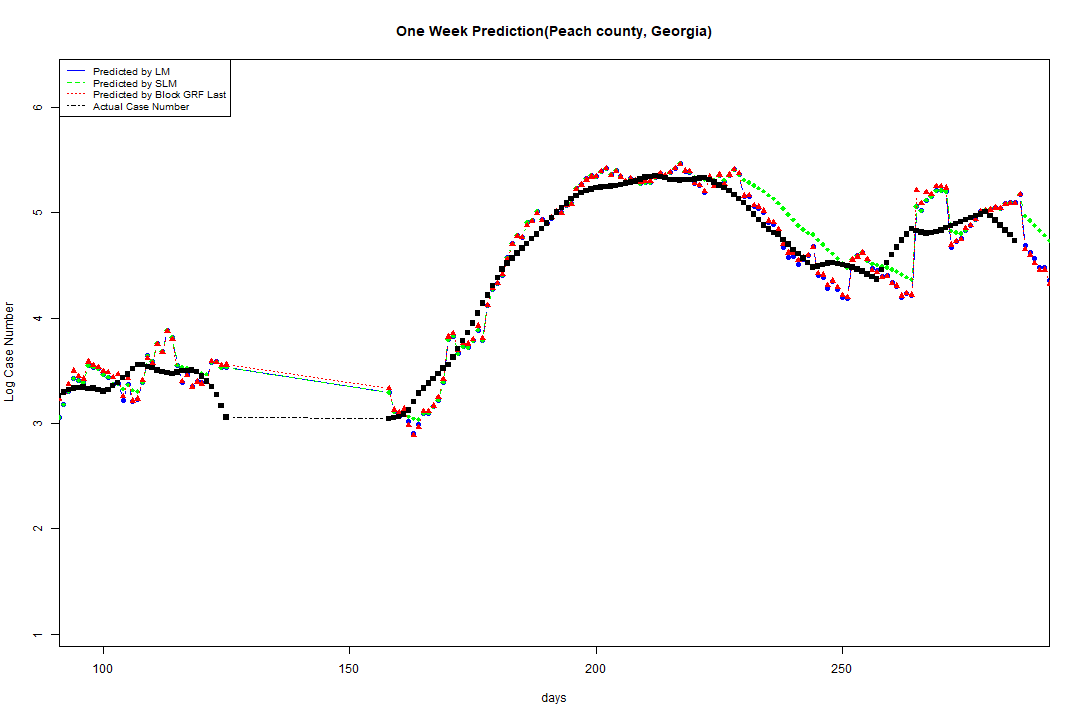 One Week Prediction(Peach county, Georgia)
Predicted by LM
Predicted by SLM
Predicted by Block GRF Last
Actual Case Number
6
5
4
3
2
1
Log Case Number
100 150 200 250
days